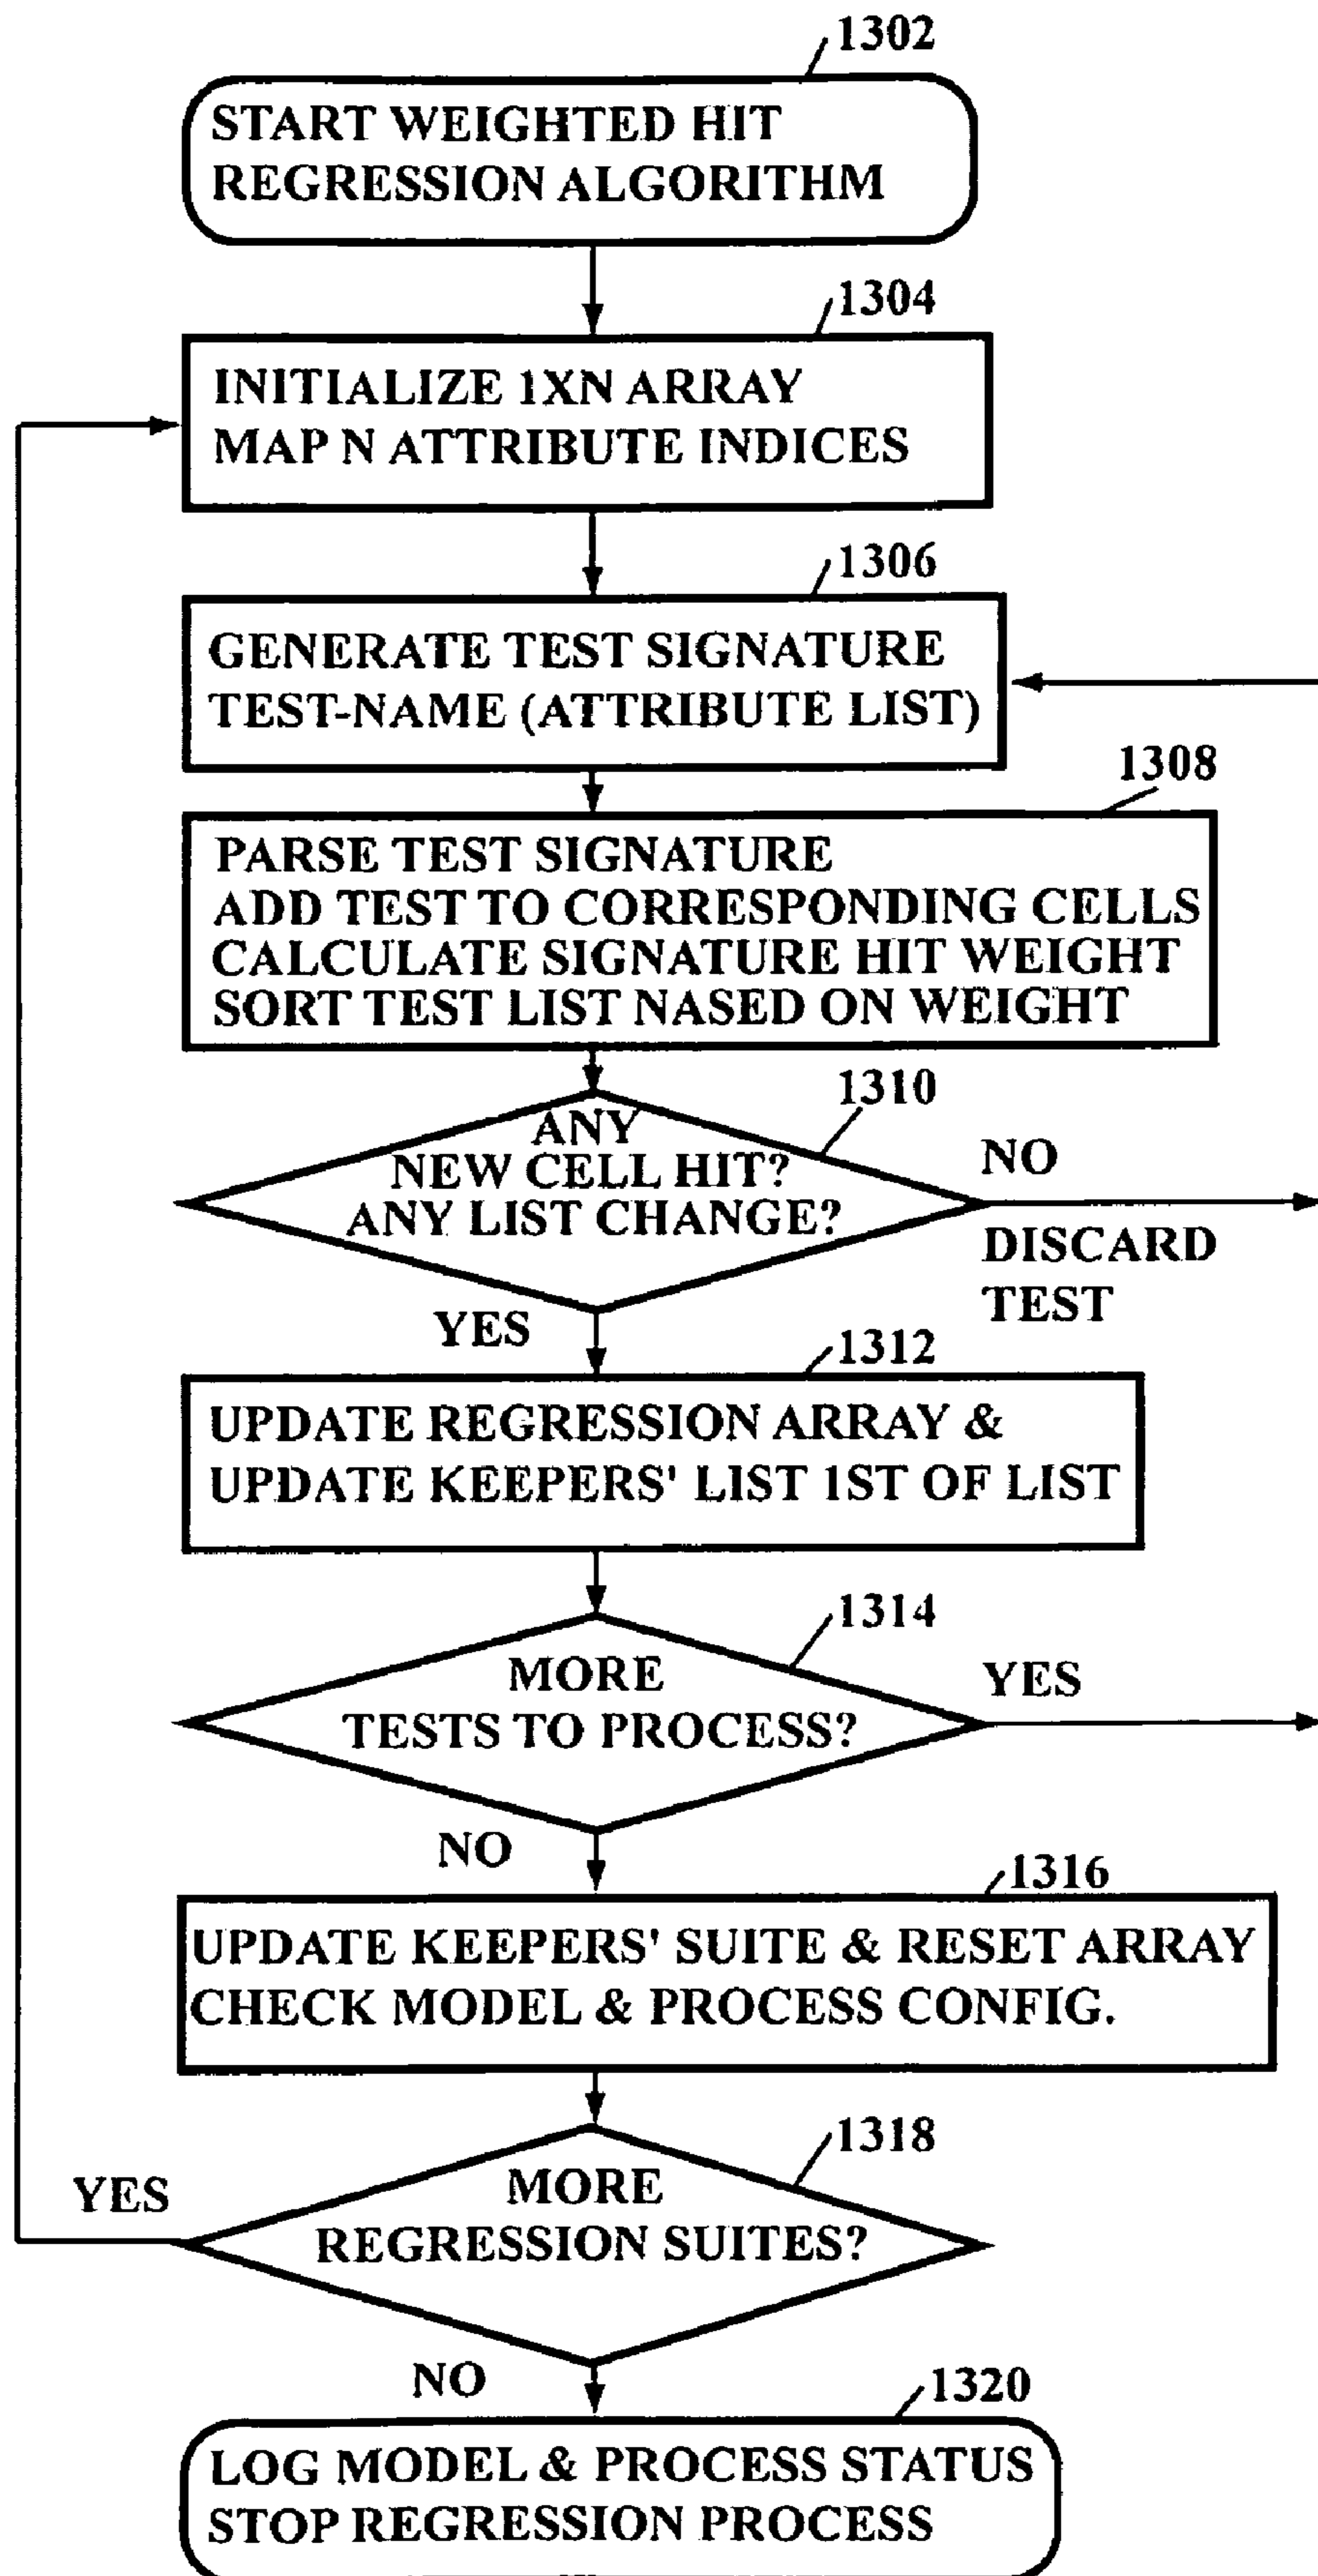 1302
START WEIGHTED HIT
REGRESSION ALGORITHM
1304
INITIALIZE 1XN ARRAY
MAP N ATTRIBUTE INDICES
1306
GENERATE TEST SIGNATURE
TEST-NAME (ATTRIBUTE LIST)
1308
PARSE TEST SIGNATURE
ADD TEST TO CORRESPONDING CELLS
CALCULATE SIGNATURE HIT WEIGHT
SORT TEST LIST NASED ON WEIGHT
1310
ANY
NEW CELL HIT?
ANY LIST CHANGE?
NO
DISCARD
TEST
YES
1312
UPDATE REGRESSION ARRAY &
UPDATE KEEPERS' LIST 1ST OF LIST
1314
MORE
TESTS TO PROCESS?
YES
NO
1316
UPDATE KEEPERS' SUITE & RESET ARRAY
CHECK MODEL & PROCESS CONFIG.
1318
MORE
REGRESSION SUITES?
YES
NO
1320
LOG MODEL & PROCESS STATUS
STOP REGRESSION PROCESS